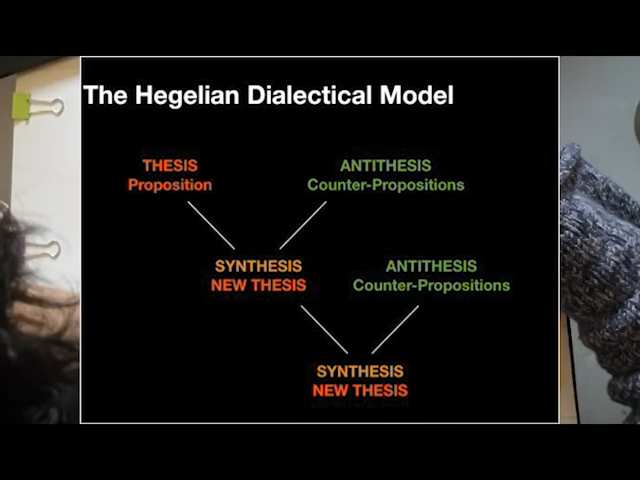 The Hegelian Dialectical Model
THESIS
Proposition
ANTITHESIS
Counter-Propositions
SYNTHESIS
NEW THESIS
ANTITHESIS
Counter-Propositions
SYNTHESIS
NEW THESIS